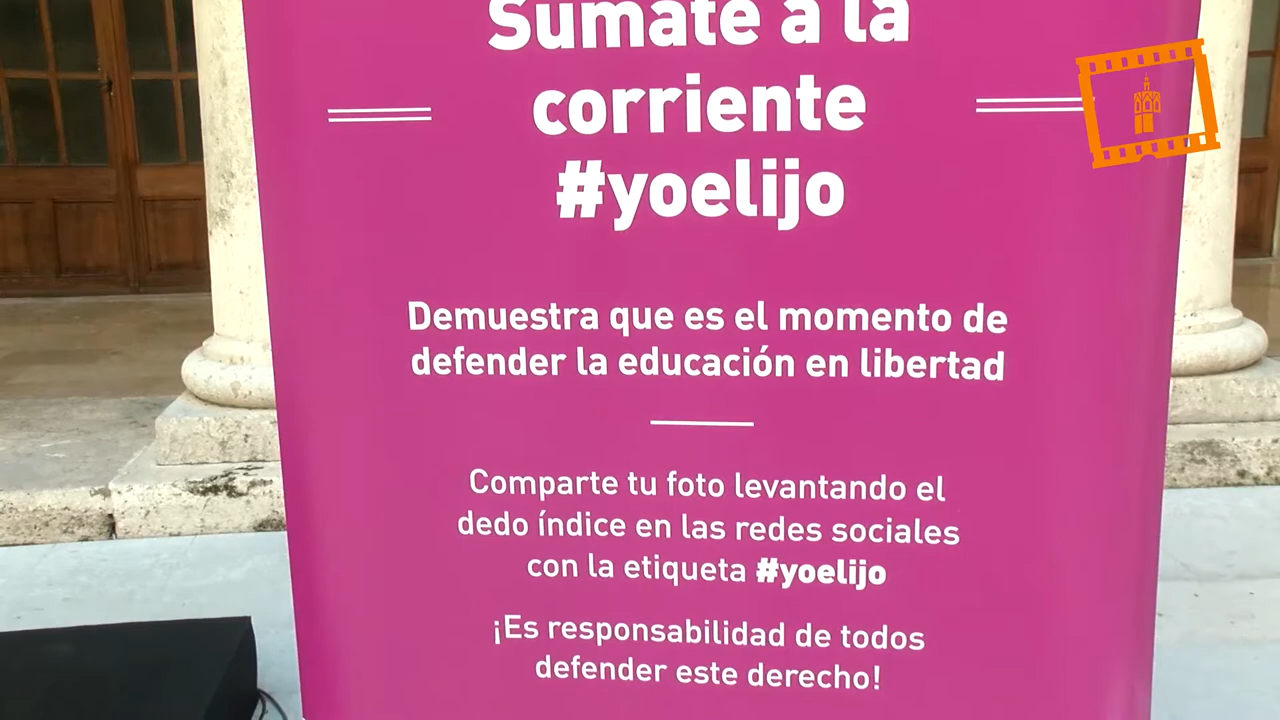 Súmate a la
corriente
#yoelijo
Demuestra que es el momento de
defender la educación en libertad
Comparte tu foto levantando el
dedo índice en las redes sociales
con la etiqueta #yoelijo
¡Es responsabilidad de todos
defender este derecho!